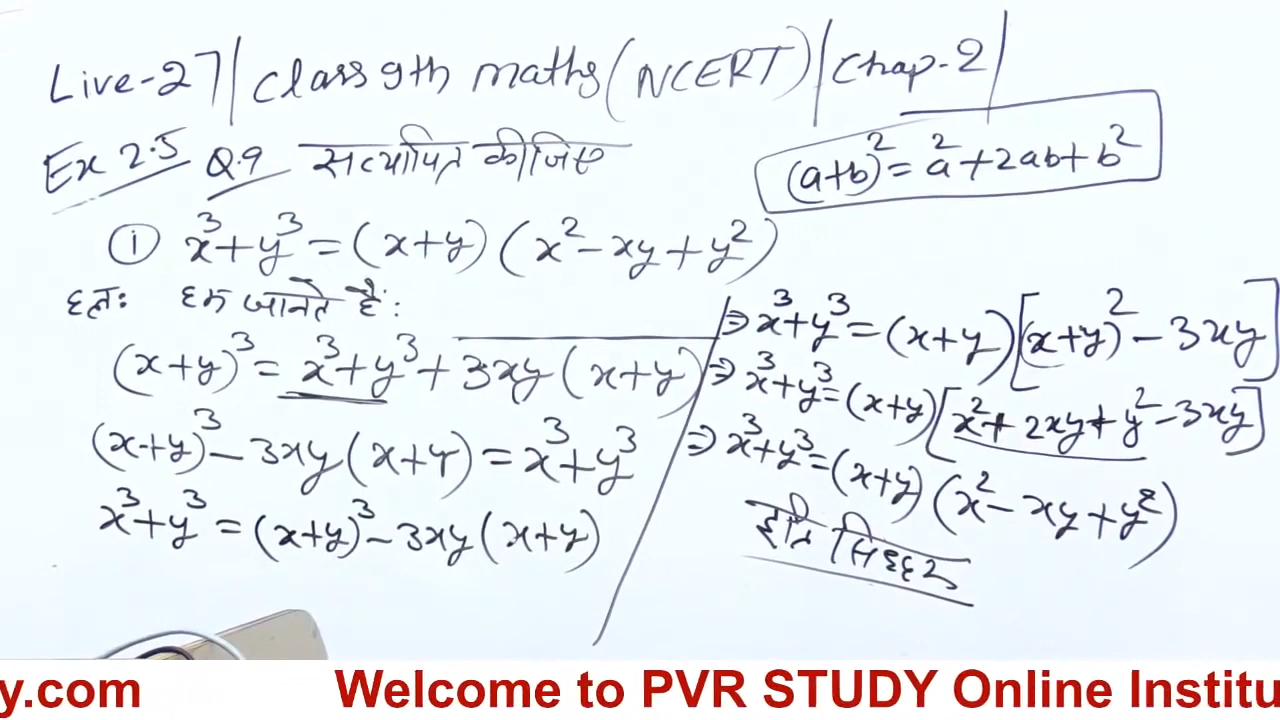 Live-27 | Class 9th maths (NCERT) | Chap-2 |
Ex 2.5 Q.9 सत्यापित कीजिए
(a+b)² = a² + 2ab + b²
(i) x³+y³ = (x+y) (x² - xy + y²)
हलः हम जानते हैं:
(x+y)³ = x³+y³ + 3xy (x+y)
(x+y)³ - 3xy (x+y) = x³+y³
x³+y³ = (x+y)³ - 3xy (x+y)
⇒ x³+y³ = (x+y) [(x+y)² - 3xy]
⇒ x³+y³ = (x+y) [x² + 2xy + y² - 3xy]
⇒ x³+y³ = (x+y) (x² - xy + y²)
इति सिद्धम
y.com Welcome to PVR STUDY Online Institu